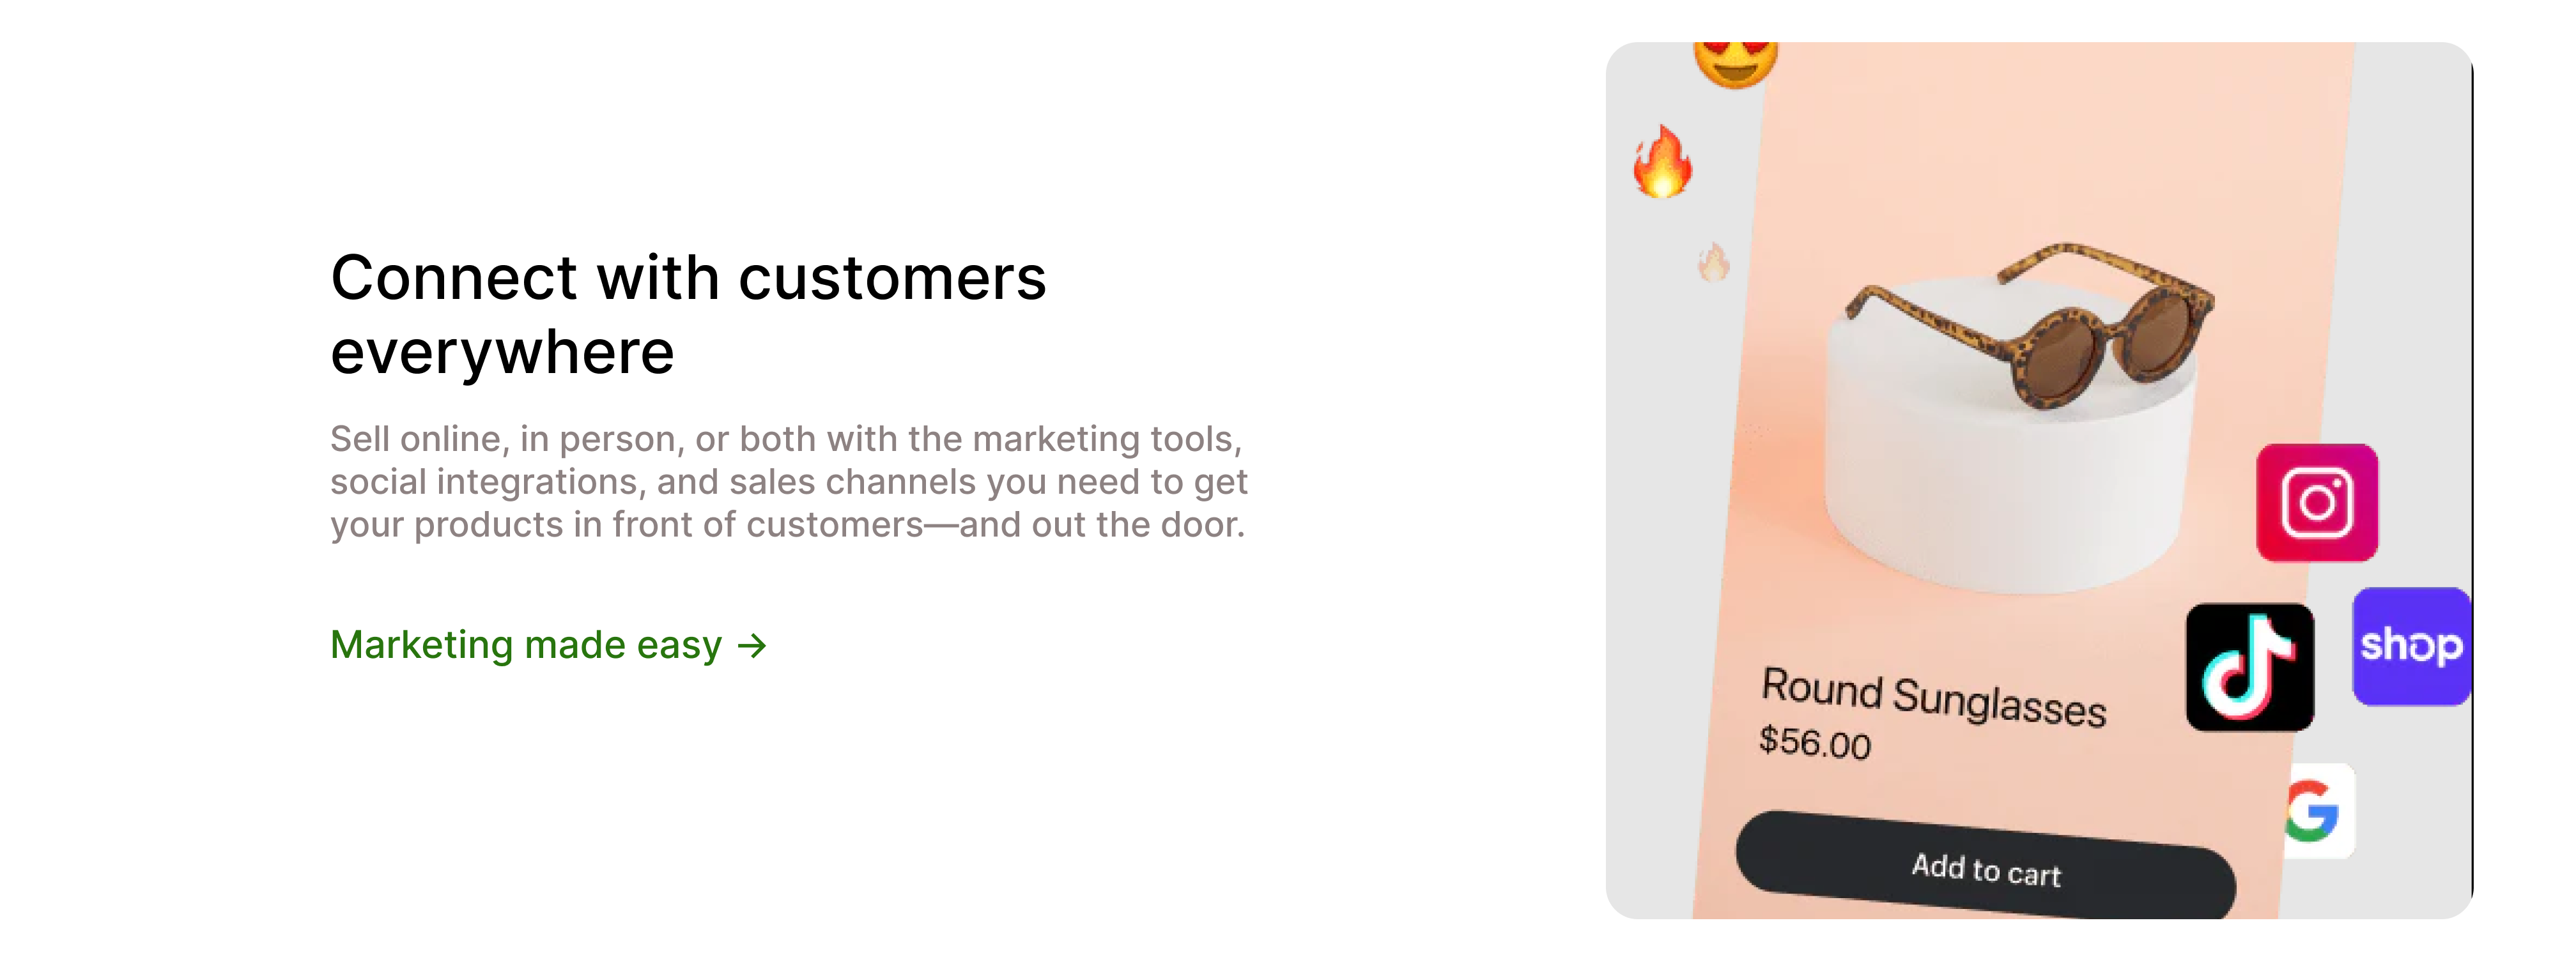 Connect with customers
everywhere
Sell online, in person, or both with the marketing tools,
social integrations, and sales channels you need to get
your products in front of customers—and out the door.
Marketing made easy →
shop
Round Sunglasses
$56.00
G
Add to cart